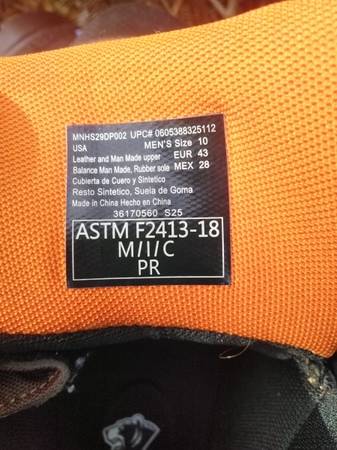 MNHS29DP002 UPC# 0605388325112
USA MEN'S Size 10
Leather and Man Made upper EUR 43
Balance Man Made, Rubber sole MEX 28
Cubierta de Cuero y Sintetico
Resto Sintetico, Suela de Goma
Made in China Hecho en China
36170560 S25
ASTM F2413-18
M/I/C
PR